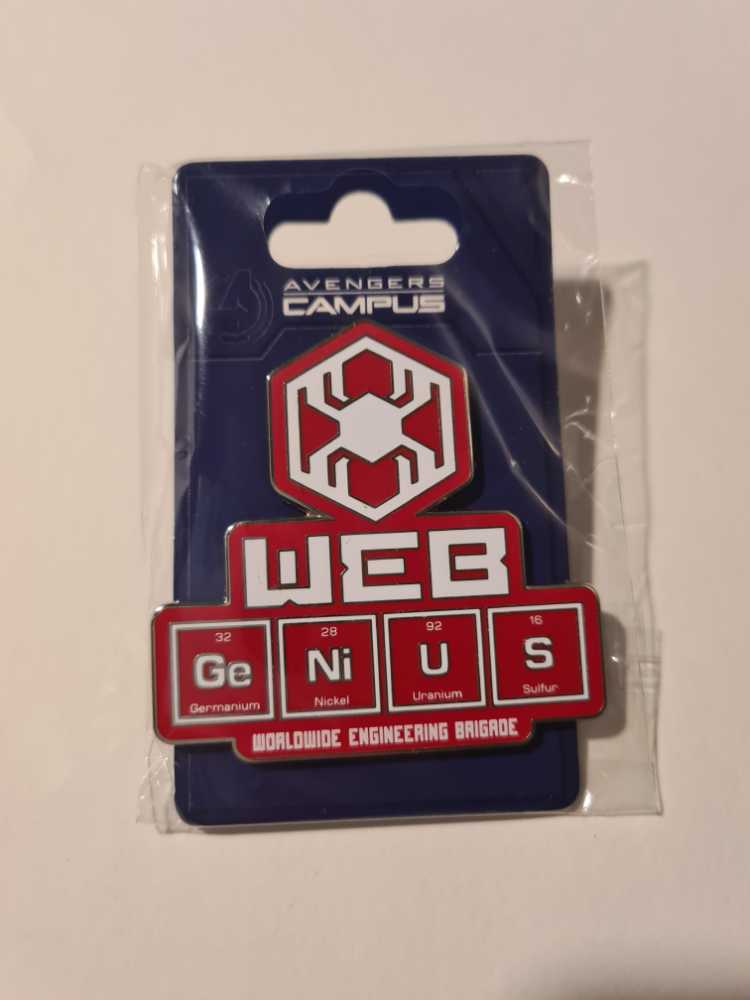 AVENGERS
CAMPUS
WEB
32 28 92 16
Ge Ni U S
Germanium Nickel Uranium Sulfur
WORLDWIDE ENGINEERING BRIGADE